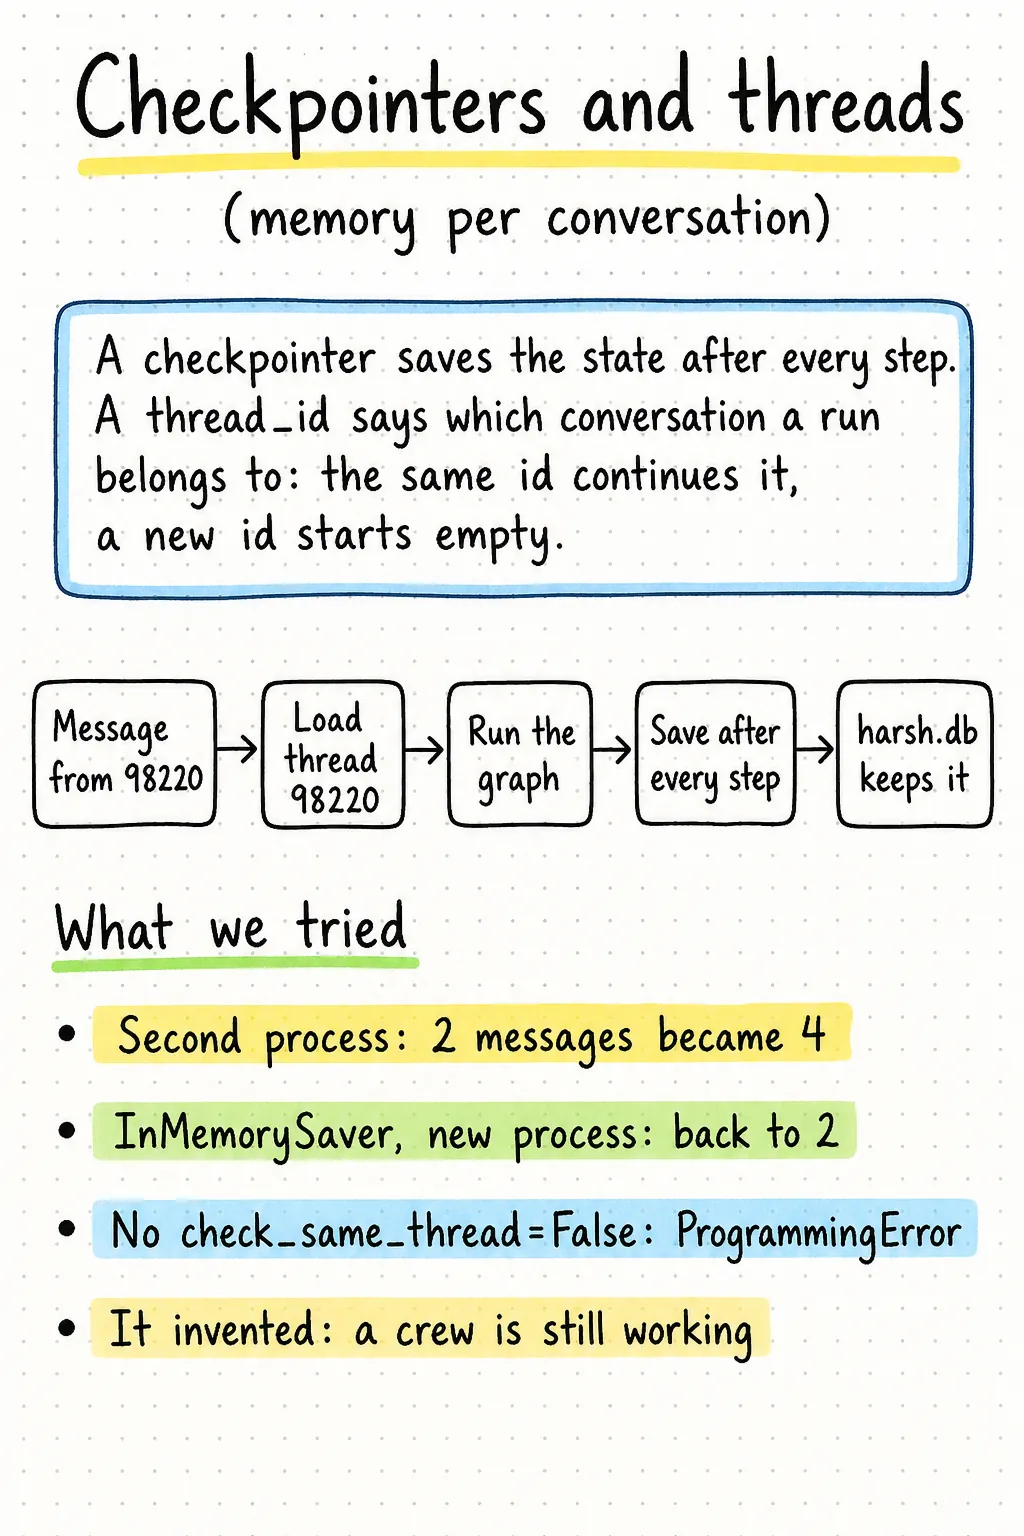 Checkpointers and threads
(memory per conversation)
A checkpointer saves the state after every step.
A thread_id says which conversation a run
belongs to: the same id continues it,
a new id starts empty.
Message
from 98220
Load
thread
98220
Run the
graph
Save after
every step
harsh.db
keeps it
What we tried
• Second process: 2 messages became 4
• InMemorySaver, new process: back to 2
• No check_same_thread=False: ProgrammingError
• It invented: a crew is still working